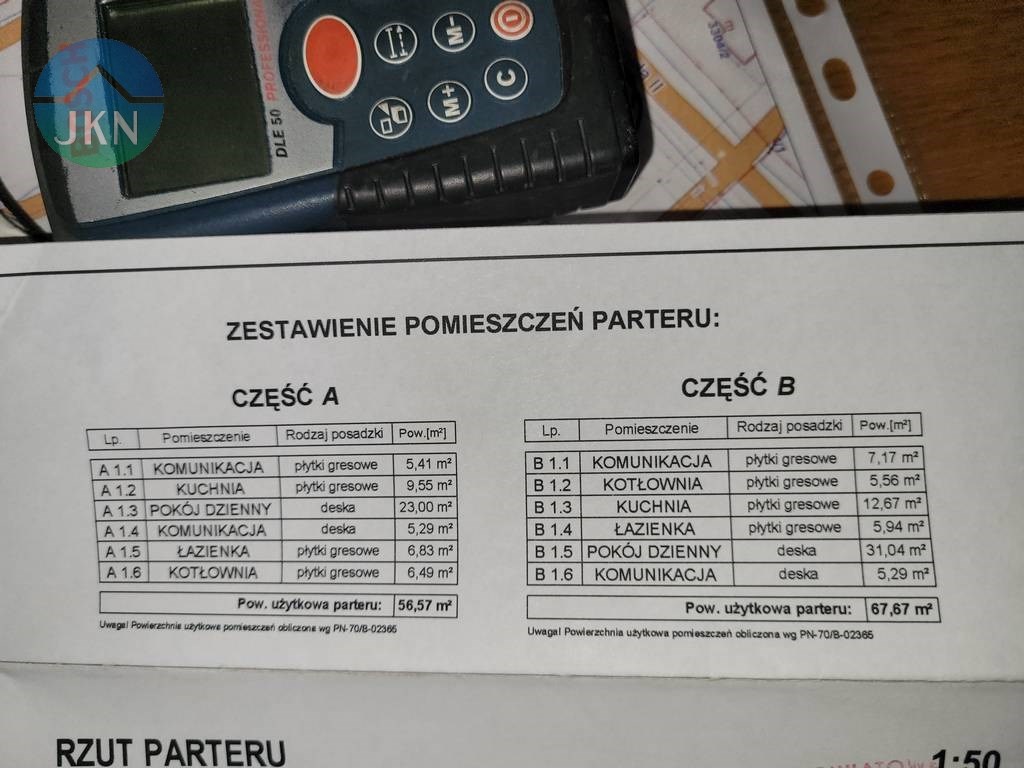 BOSCH
JKN
DLE 50 PROFESSIONAL
M-
M+
C
3304/2
ZESTAWIENIE POMIESZCZEŃ PARTERU:
CZĘŚĆ A
Lp. Pomieszczenie Rodzaj posadzki Pow.[m²]
A 1.1 KOMUNIKACJA płytki gresowe 5,41 m²
A 1.2 KUCHNIA płytki gresowe 9,55 m²
A 1.3 POKÓJ DZIENNY deska 23,00 m²
A 1.4 KOMUNIKACJA deska 5,29 m²
A 1.5 ŁAZIENKA płytki gresowe 6,83 m²
A 1.6 KOTŁOWNIA płytki gresowe 6,49 m²
Pow. użytkowa parteru: 56,57 m²
Uwaga! Powierzchnia użytkowa pomieszczeń obliczona wg PN-70/B-02365
CZĘŚĆ B
Lp. Pomieszczenie Rodzaj posadzki Pow.[m²]
B 1.1 KOMUNIKACJA płytki gresowe 7,17 m²
B 1.2 KOTŁOWNIA płytki gresowe 5,56 m²
B 1.3 KUCHNIA płytki gresowe 12,67 m²
B 1.4 ŁAZIENKA płytki gresowe 5,94 m²
B 1.5 POKÓJ DZIENNY deska 31,04 m²
B 1.6 KOMUNIKACJA deska 5,29 m²
Pow. użytkowa parteru: 67,67 m²
Uwaga! Powierzchnia użytkowa pomieszczeń obliczona wg PN-70/B-02365
RZUT PARTERU
1:50